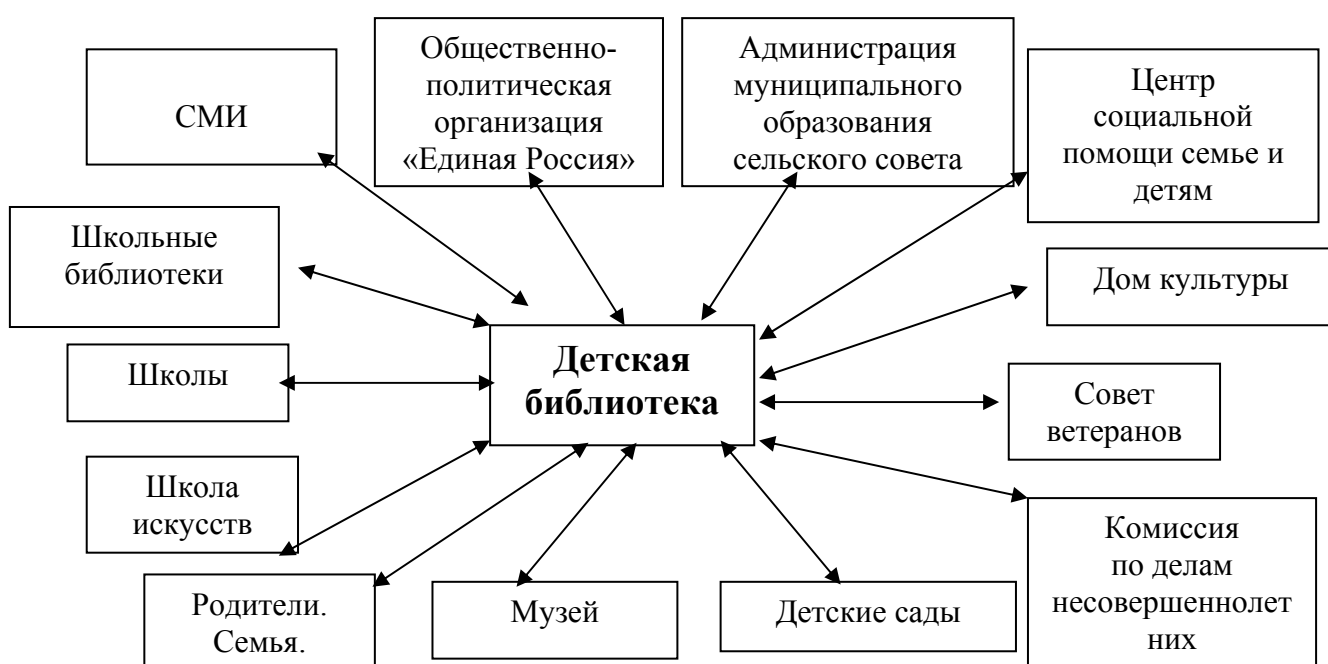 СМИ
Общественно-
политическая
организация
«Единая Россия»
Администрация
муниципального
образования
сельского совета
Центр
социальной
помощи семье и
детям
Школьные
библиотеки
Дом культуры
Школы
Детская
библиотека
Совет
ветеранов
Школа
искусств
Комиссия
по делам
несовершеннолет
них
Родители.
Семья.
Музей
Детские сады